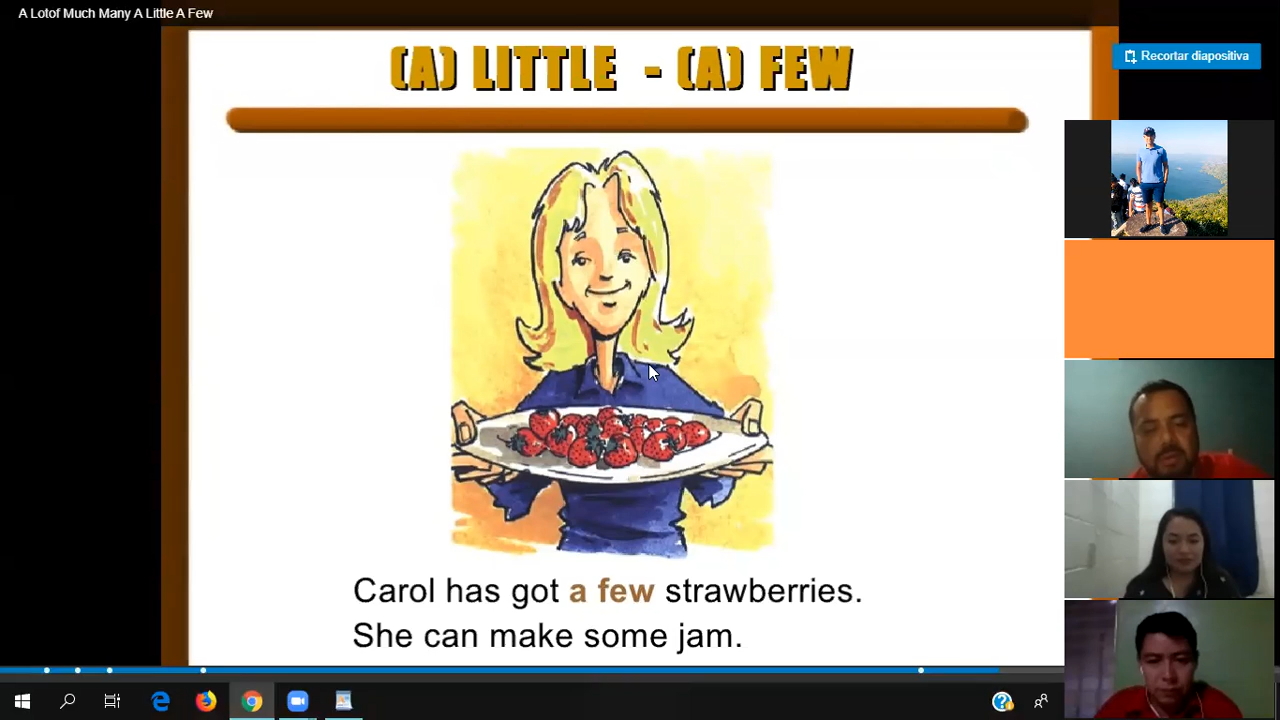 A Lotof Much Many A Little A Few
(A) LITTLE - (A) FEW
Recortar diapositiva
Carol has got a few strawberries.
She can make some jam.